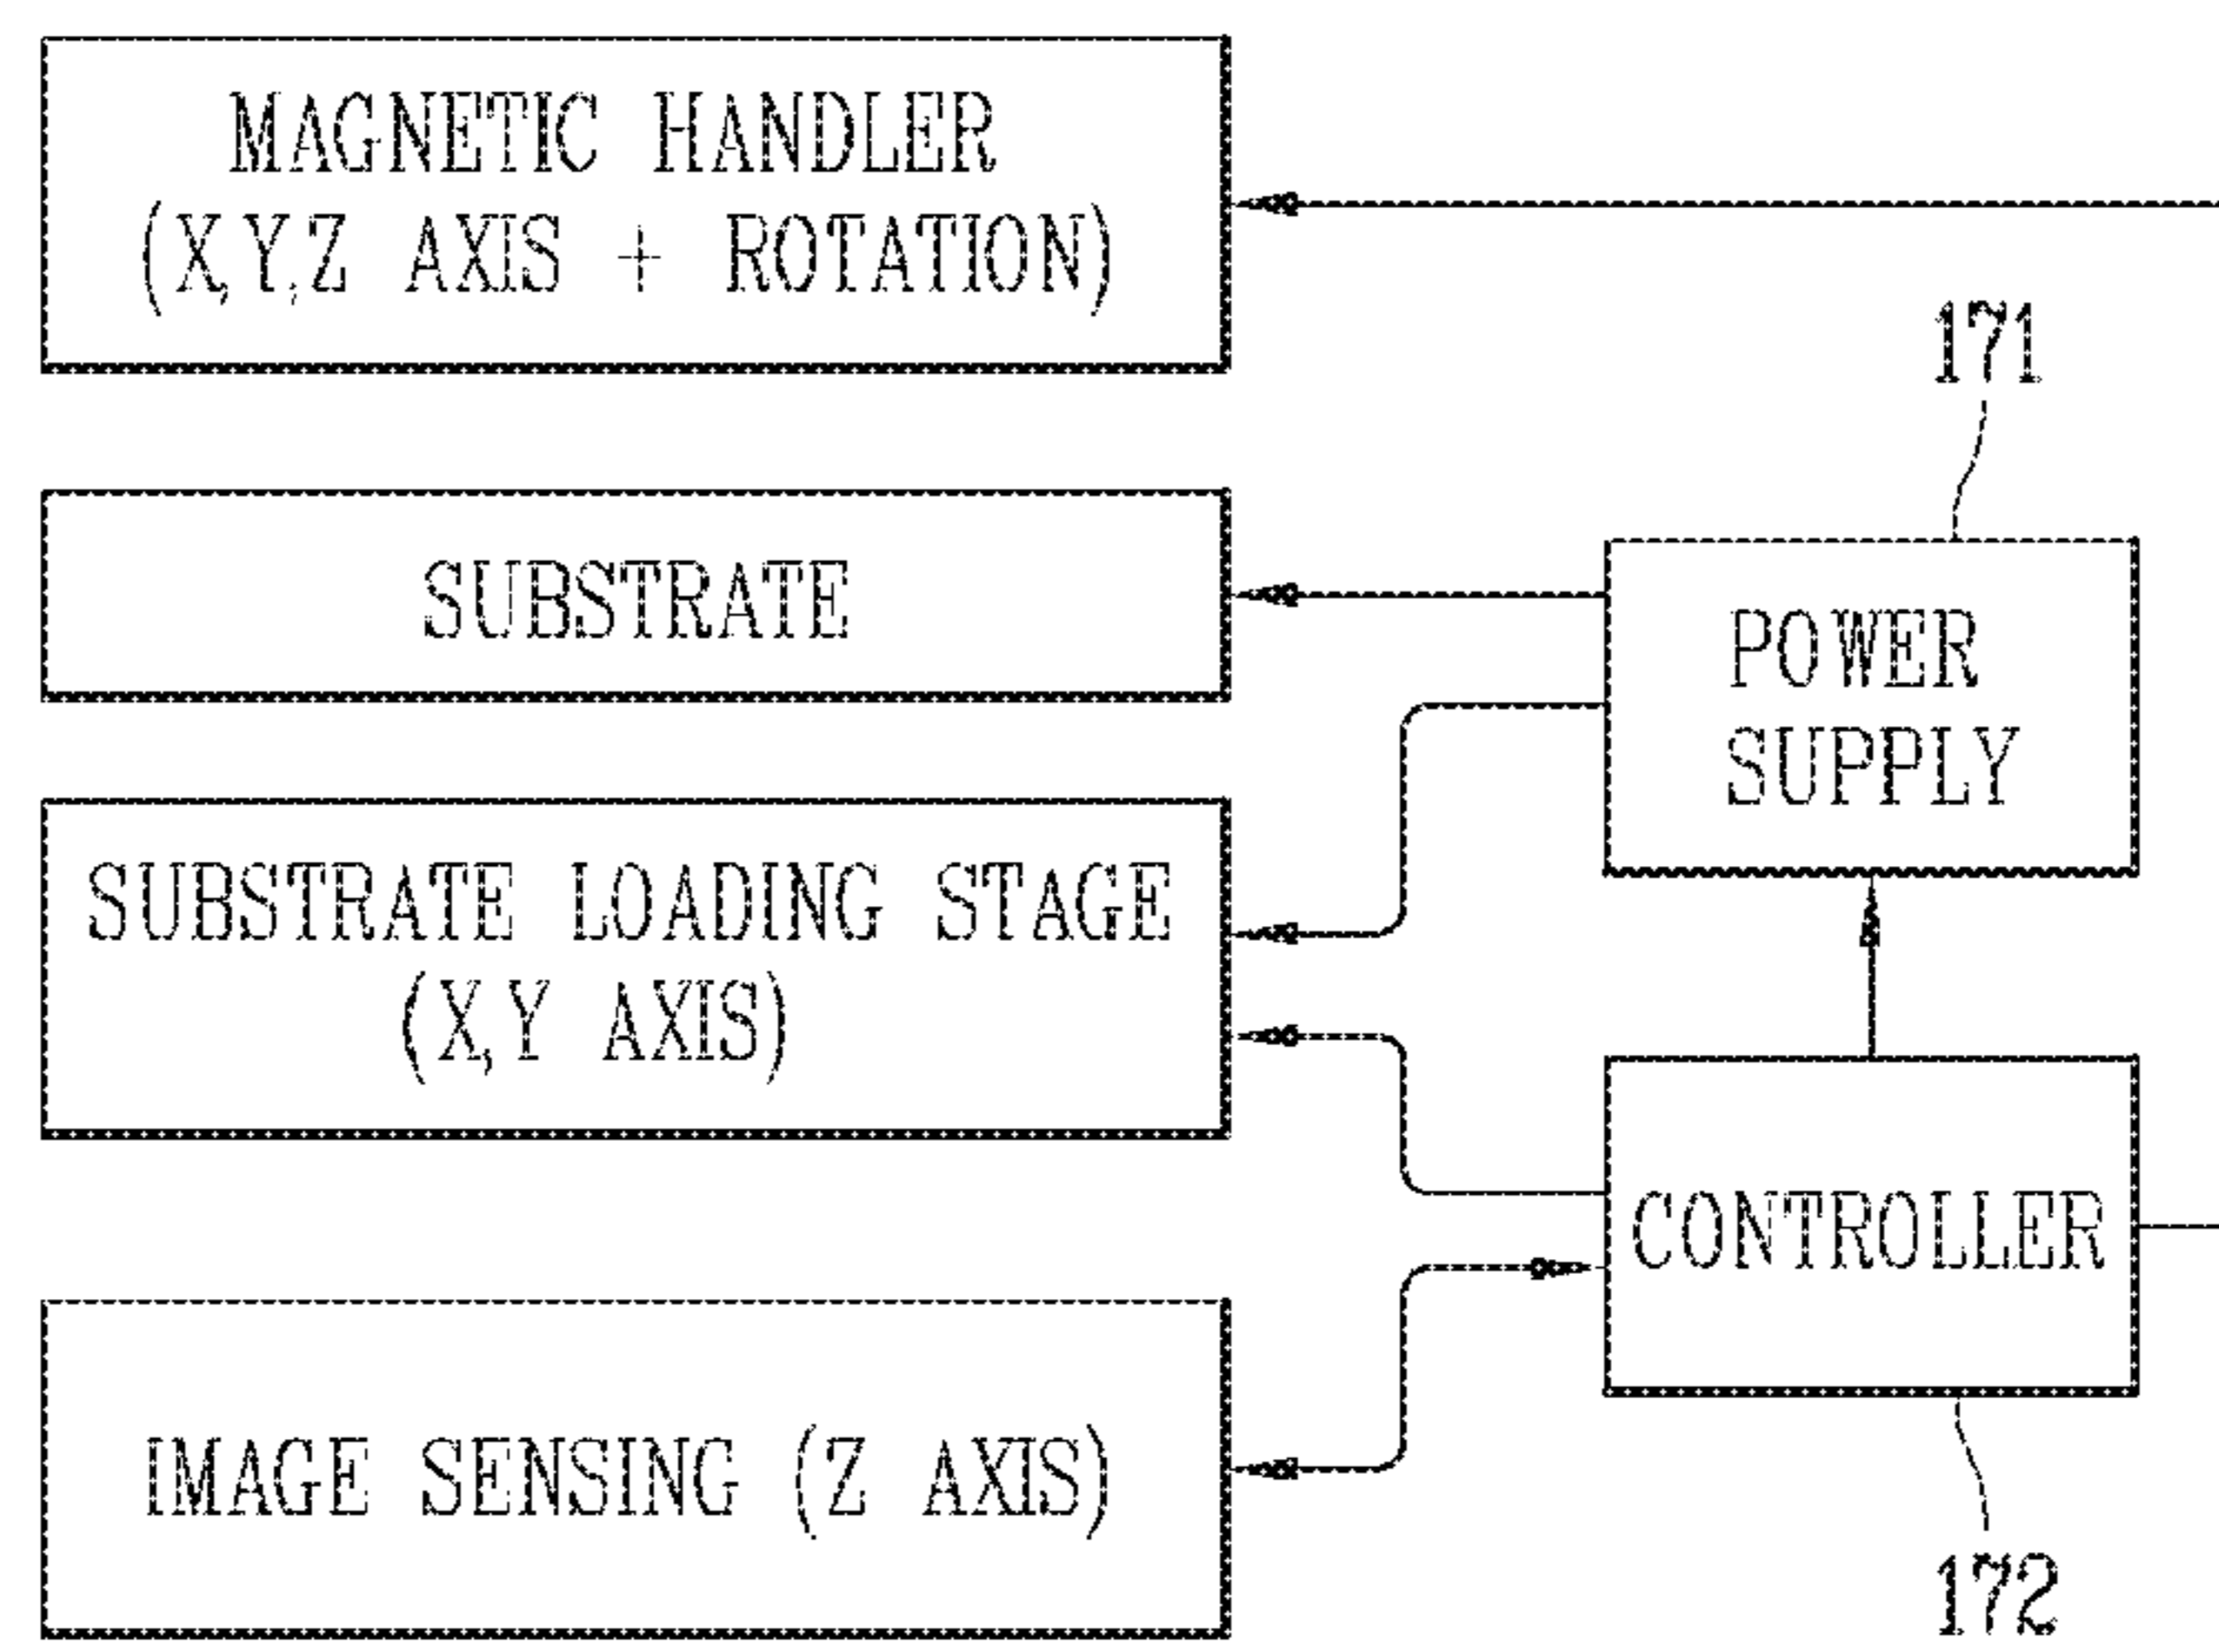 MAGNETIC HANDLER
(X,Y,Z AXIS + ROTATION)
171
SUBSTRATE
POWER
SUPPLY
SUBSTRATE LOADING STAGE
(X,Y AXIS)
CONTROLLER
IMAGE SENSING (Z AXIS)
172